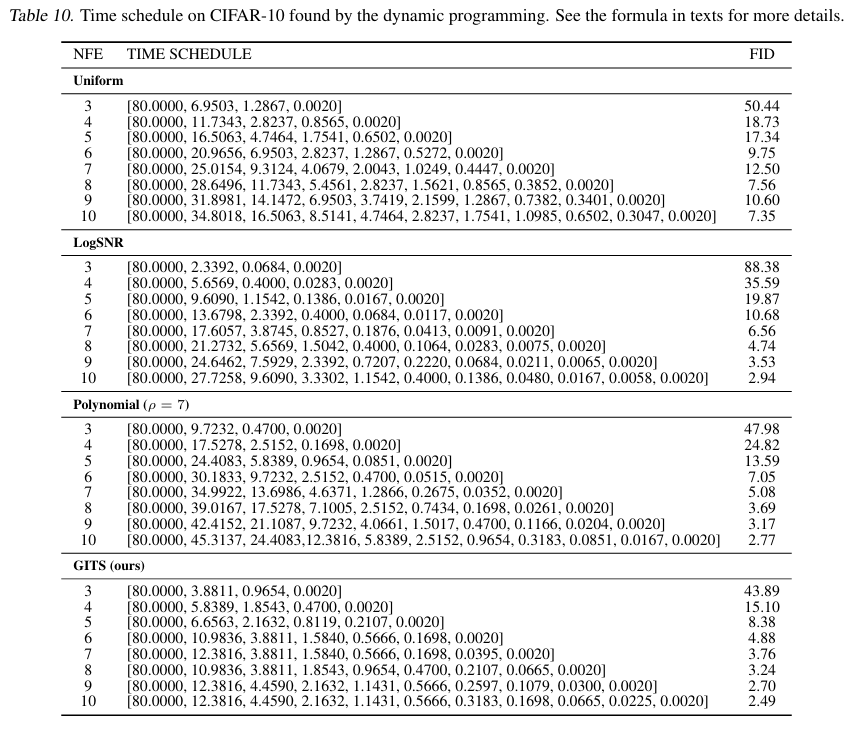 Table 10. Time schedule on CIFAR-10 found by the dynamic programming. See the formula in texts for more details.
NFE TIME SCHEDULE FID
Uniform
3 [80.0000, 6.9503, 1.2867, 0.0020] 50.44
4 [80.0000, 11.7343, 2.8237, 0.8565, 0.0020] 18.73
5 [80.0000, 16.5063, 4.7464, 1.7541, 0.6502, 0.0020] 17.34
6 [80.0000, 20.9656, 6.9503, 2.8237, 1.2867, 0.5272, 0.0020] 9.75
7 [80.0000, 25.0154, 9.3124, 4.0679, 2.0043, 1.0249, 0.4447, 0.0020] 12.50
8 [80.0000, 28.6496, 11.7343, 5.4561, 2.8237, 1.5621, 0.8565, 0.3852, 0.0020] 7.56
9 [80.0000, 31.8981, 14.1472, 6.9503, 3.7419, 2.1599, 1.2867, 0.7382, 0.3401, 0.0020] 10.60
10 [80.0000, 34.8018, 16.5063, 8.5141, 4.7464, 2.8237, 1.7541, 1.0985, 0.6502, 0.3047, 0.0020] 7.35
LogSNR
3 [80.0000, 2.3392, 0.0684, 0.0020] 88.38
4 [80.0000, 5.6569, 0.4000, 0.0283, 0.0020] 35.59
5 [80.0000, 9.6090, 1.1542, 0.1386, 0.0167, 0.0020] 19.87
6 [80.0000, 13.6798, 2.3392, 0.4000, 0.0684, 0.0117, 0.0020] 10.68
7 [80.0000, 17.6057, 3.8745, 0.8527, 0.1876, 0.0413, 0.0091, 0.0020] 6.56
8 [80.0000, 21.2732, 5.6569, 1.5042, 0.4000, 0.1064, 0.0283, 0.0075, 0.0020] 4.74
9 [80.0000, 24.6462, 7.5929, 2.3392, 0.7207, 0.2220, 0.0684, 0.0211, 0.0065, 0.0020] 3.53
10 [80.0000, 27.7258, 9.6090, 3.3302, 1.1542, 0.4000, 0.1386, 0.0480, 0.0167, 0.0058, 0.0020] 2.94
Polynomial (ρ = 7)
3 [80.0000, 9.7232, 0.4700, 0.0020] 47.98
4 [80.0000, 17.5278, 2.5152, 0.1698, 0.0020] 24.82
5 [80.0000, 24.4083, 5.8389, 0.9654, 0.0851, 0.0020] 13.59
6 [80.0000, 30.1833, 9.7232, 2.5152, 0.4700, 0.0515, 0.0020] 7.05
7 [80.0000, 34.9922, 13.6986, 4.6371, 1.2866, 0.2675, 0.0352, 0.0020] 5.08
8 [80.0000, 39.0167, 17.5278, 7.1005, 2.5152, 0.7434, 0.1698, 0.0261, 0.0020] 3.69
9 [80.0000, 42.4152, 21.1087, 9.7232, 4.0661, 1.5017, 0.4700, 0.1166, 0.0204, 0.0020] 3.17
10 [80.0000, 45.3137, 24.4083,12.3816, 5.8389, 2.5152, 0.9654, 0.3183, 0.0851, 0.0167, 0.0020] 2.77
GITS (ours)
3 [80.0000, 3.8811, 0.9654, 0.0020] 43.89
4 [80.0000, 5.8389, 1.8543, 0.4700, 0.0020] 15.10
5 [80.0000, 6.6563, 2.1632, 0.8119, 0.2107, 0.0020] 8.38
6 [80.0000, 10.9836, 3.8811, 1.5840, 0.5666, 0.1698, 0.0020] 4.88
7 [80.0000, 12.3816, 3.8811, 1.5840, 0.5666, 0.1698, 0.0395, 0.0020] 3.76
8 [80.0000, 10.9836, 3.8811, 1.8543, 0.9654, 0.4700, 0.2107, 0.0665, 0.0020] 3.24
9 [80.0000, 12.3816, 4.4590, 2.1632, 1.1431, 0.5666, 0.2597, 0.1079, 0.0300, 0.0020] 2.70
10 [80.0000, 12.3816, 4.4590, 2.1632, 1.1431, 0.5666, 0.3183, 0.1698, 0.0665, 0.0225, 0.0020] 2.49